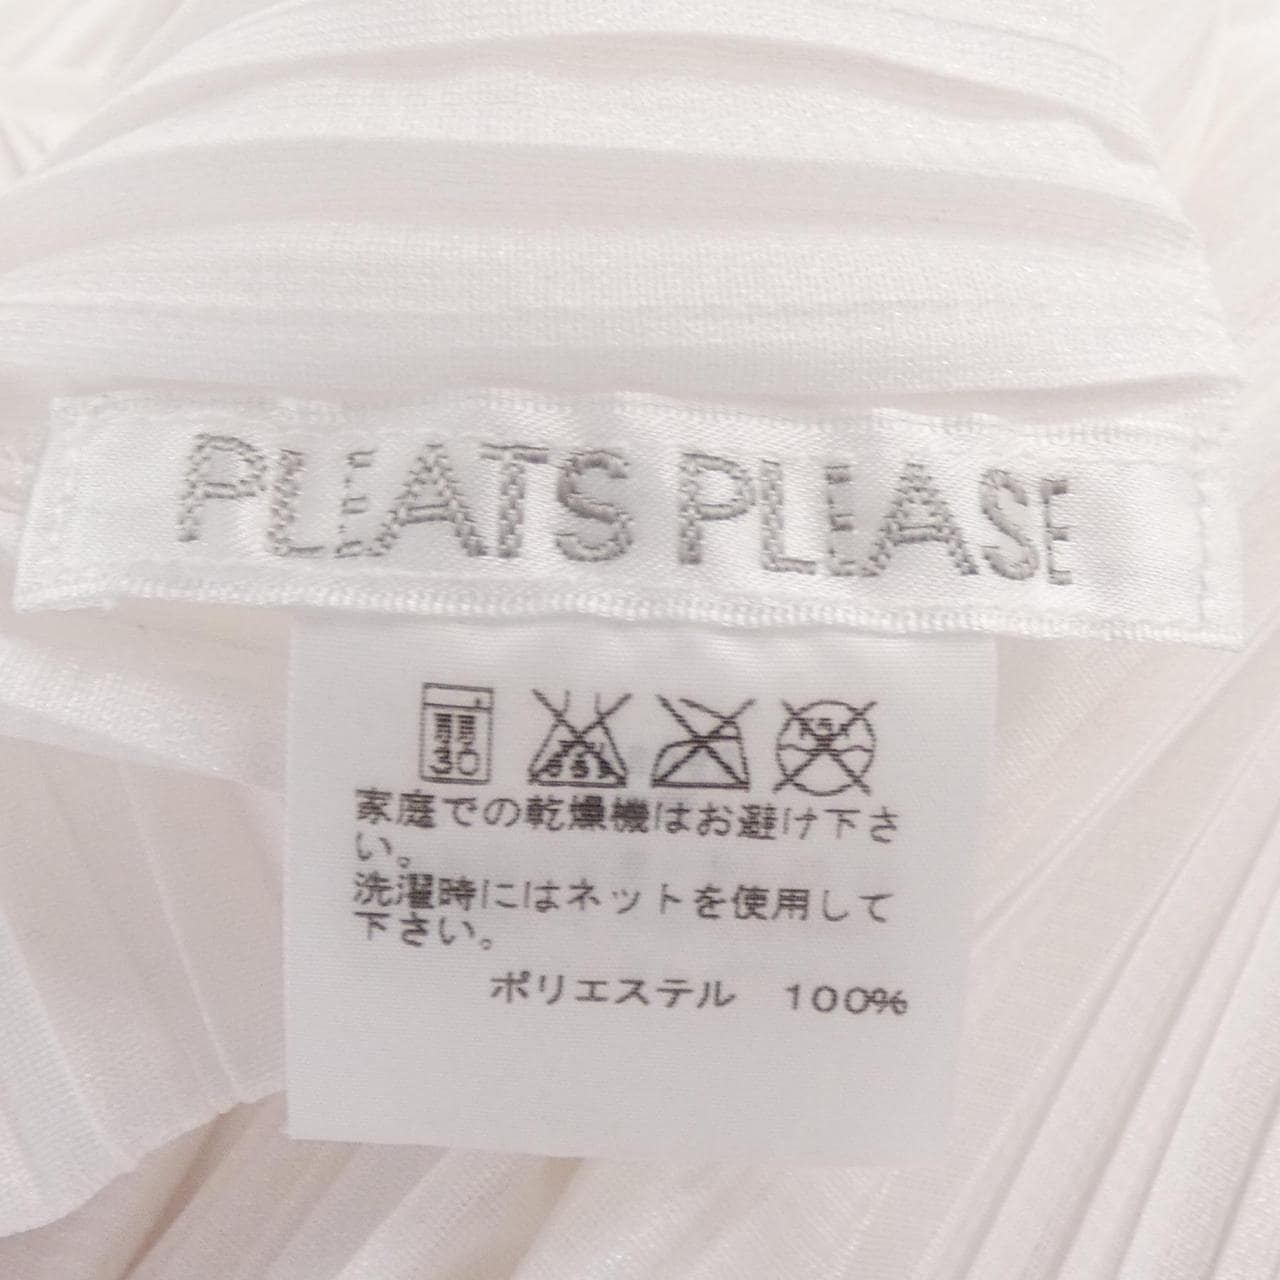 PLEATS PLEASE
30
家庭での乾燥機はお避け下さ
い。
洗濯時にはネットを使用して
下さい。
ポリエステル 100%